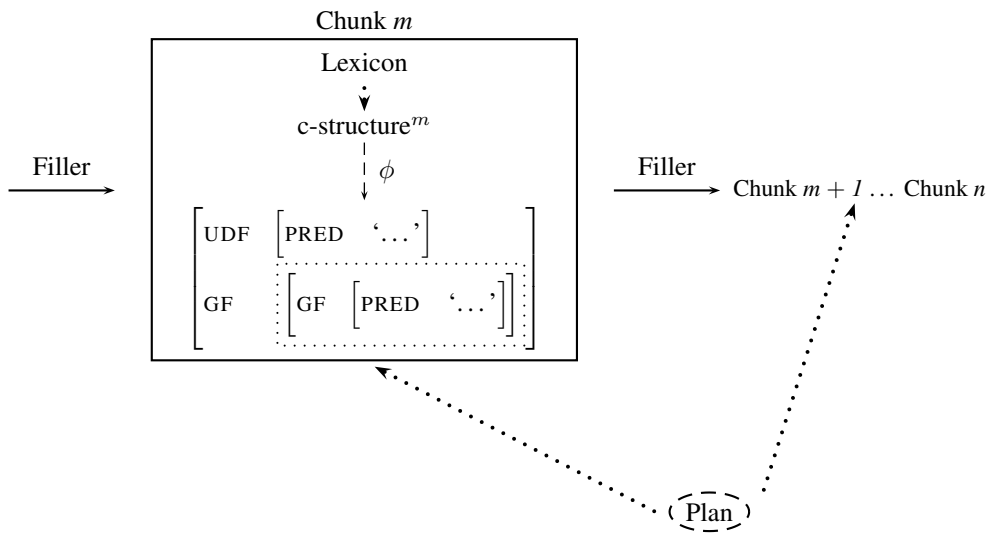 Chunk m
Lexicon
c-structure^m
ϕ
Filler
Filler
Chunk m + 1 … Chunk n
UDF [PRED ‘…’]
GF [GF [PRED ‘…’]]
Plan